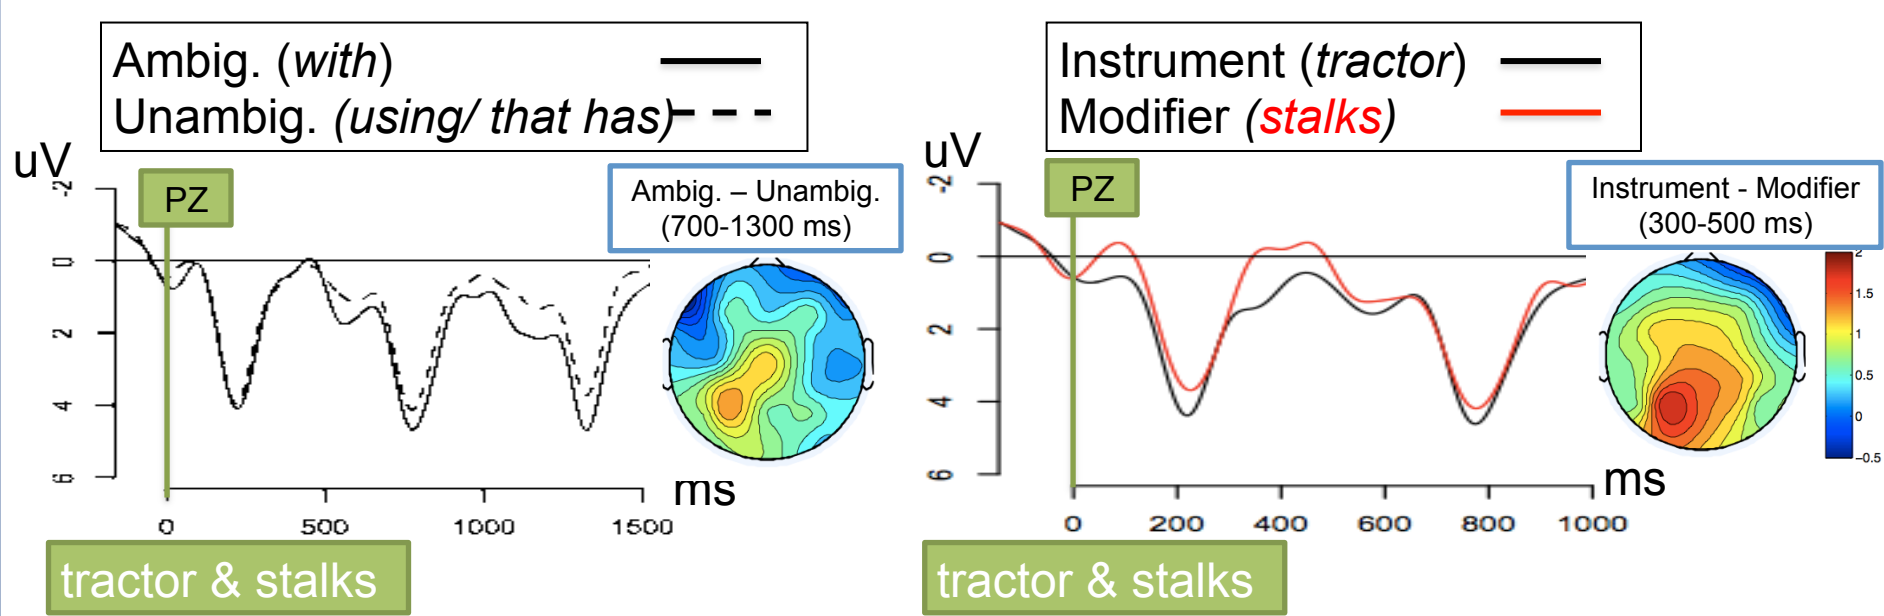 Ambig. (with)
Unambig. (using/ that has)
uV
PZ
Ambig. – Unambig.
(700-1300 ms)
-2
0
2
4
6
0 500 1000 1500
ms
tractor & stalks
Instrument (tractor)
Modifier (stalks)
uV
PZ
Instrument - Modifier
(300-500 ms)
-2
0
2
4
6
0 200 400 600 800 1000
ms
2
1.5
1
0.5
0
−0.5
tractor & stalks